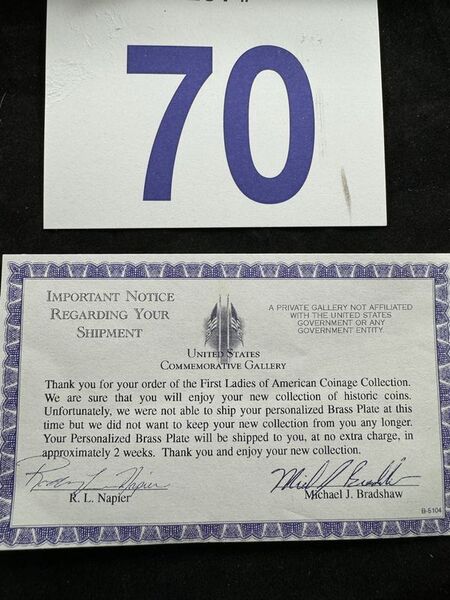 70
IMPORTANT NOTICE
REGARDING YOUR
SHIPMENT
A PRIVATE GALLERY NOT AFFILIATED
WITH THE UNITED STATES
GOVERNMENT OR ANY
GOVERNMENT ENTITY.
UNITED STATES
COMMEMORATIVE GALLERY
Thank you for your order of the First Ladies of American Coinage Collection.
We are sure that you will enjoy your new collection of historic coins.
Unfortunately, we were not able to ship your personalized Brass Plate at this
time but we did not want to keep your new collection from you any longer.
Your Personalized Brass Plate will be shipped to you, at no extra charge, in
approximately 2 weeks. Thank you and enjoy your new collection.
R. L. Napier
Michael J. Bradshaw
B-5104